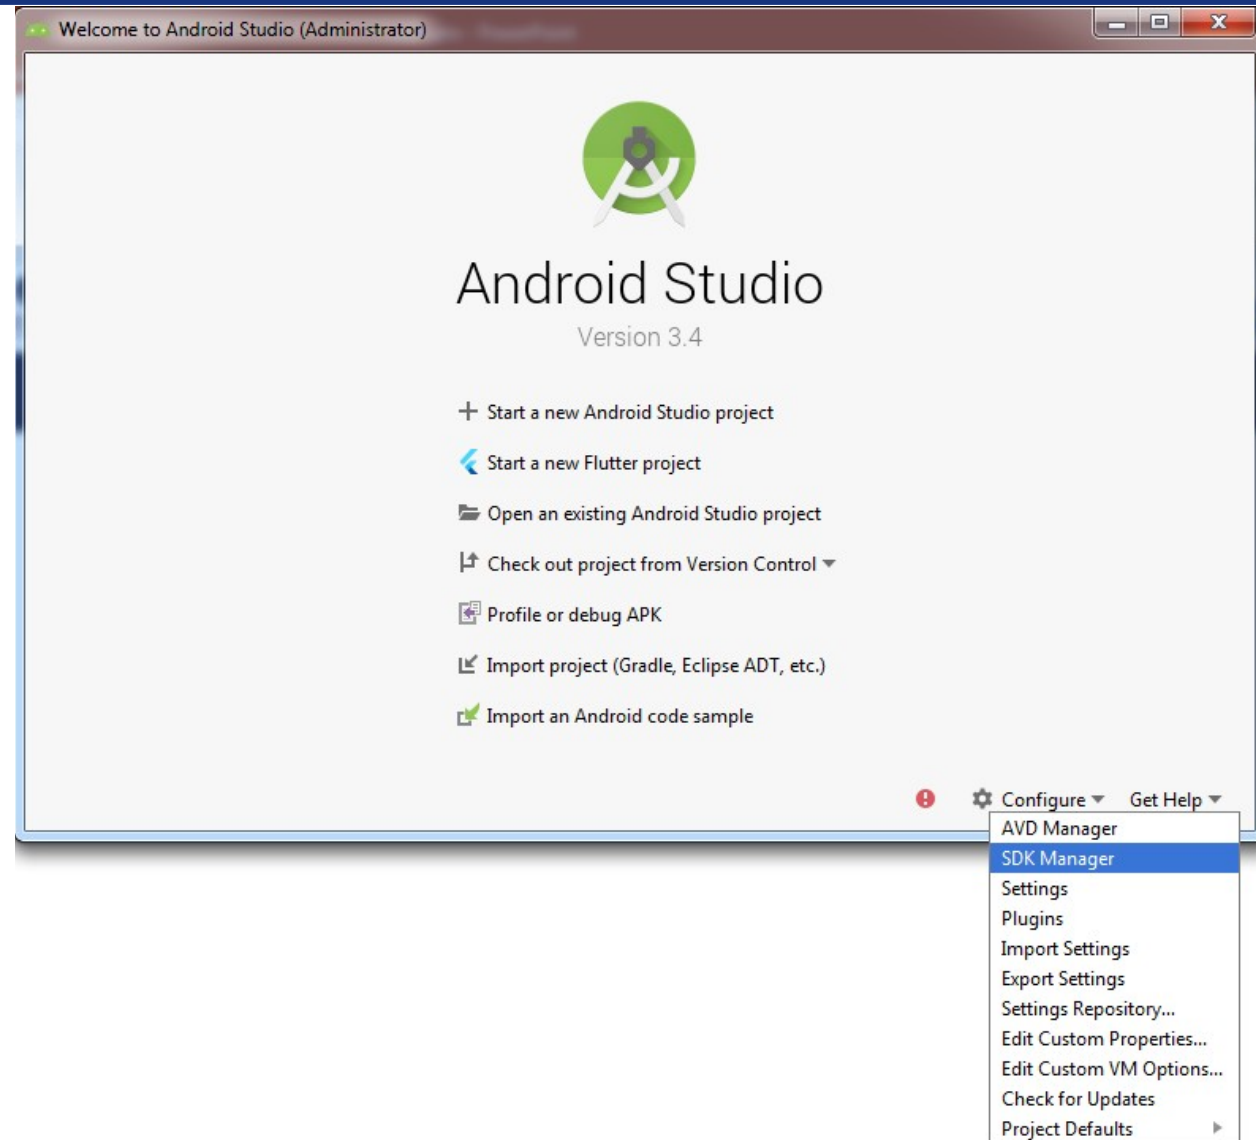 Welcome to Android Studio (Administrator)
Android Studio
Version 3.4
Start a new Android Studio project
Start a new Flutter project
Open an existing Android Studio project
Check out project from Version Control
Profile or debug APK
Import project (Gradle, Eclipse ADT, etc.)
Import an Android code sample
Configure Get Help
AVD Manager
SDK Manager
Settings
Plugins
Import Settings
Export Settings
Settings Repository...
Edit Custom Properties...
Edit Custom VM Options...
Check for Updates
Project Defaults